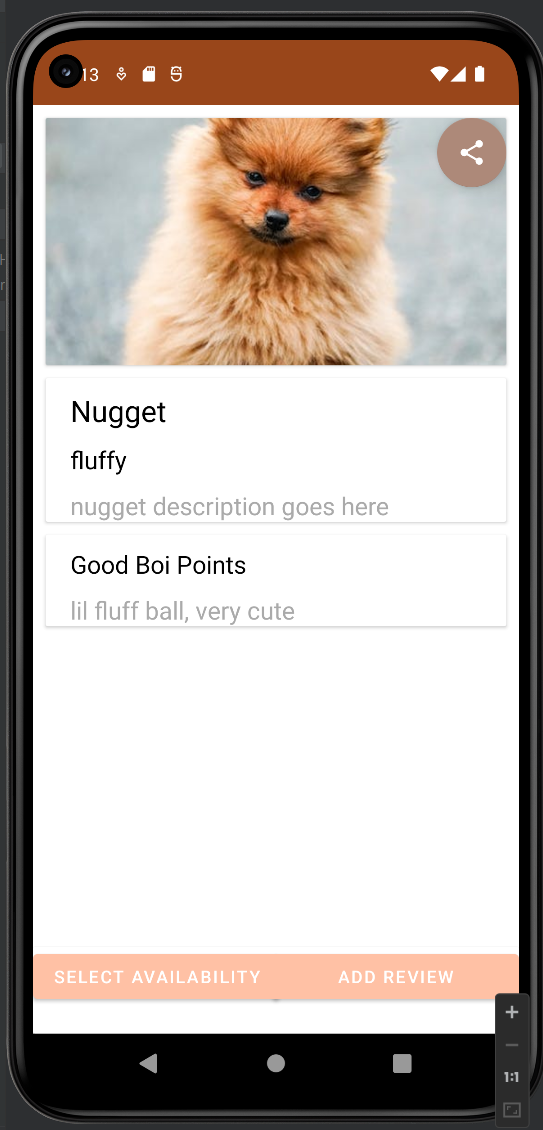 13
Nugget
fluffy
nugget description goes here
Good Boi Points
lil fluff ball, very cute
SELECT AVAILABILITY ADD REVIEW
1:1